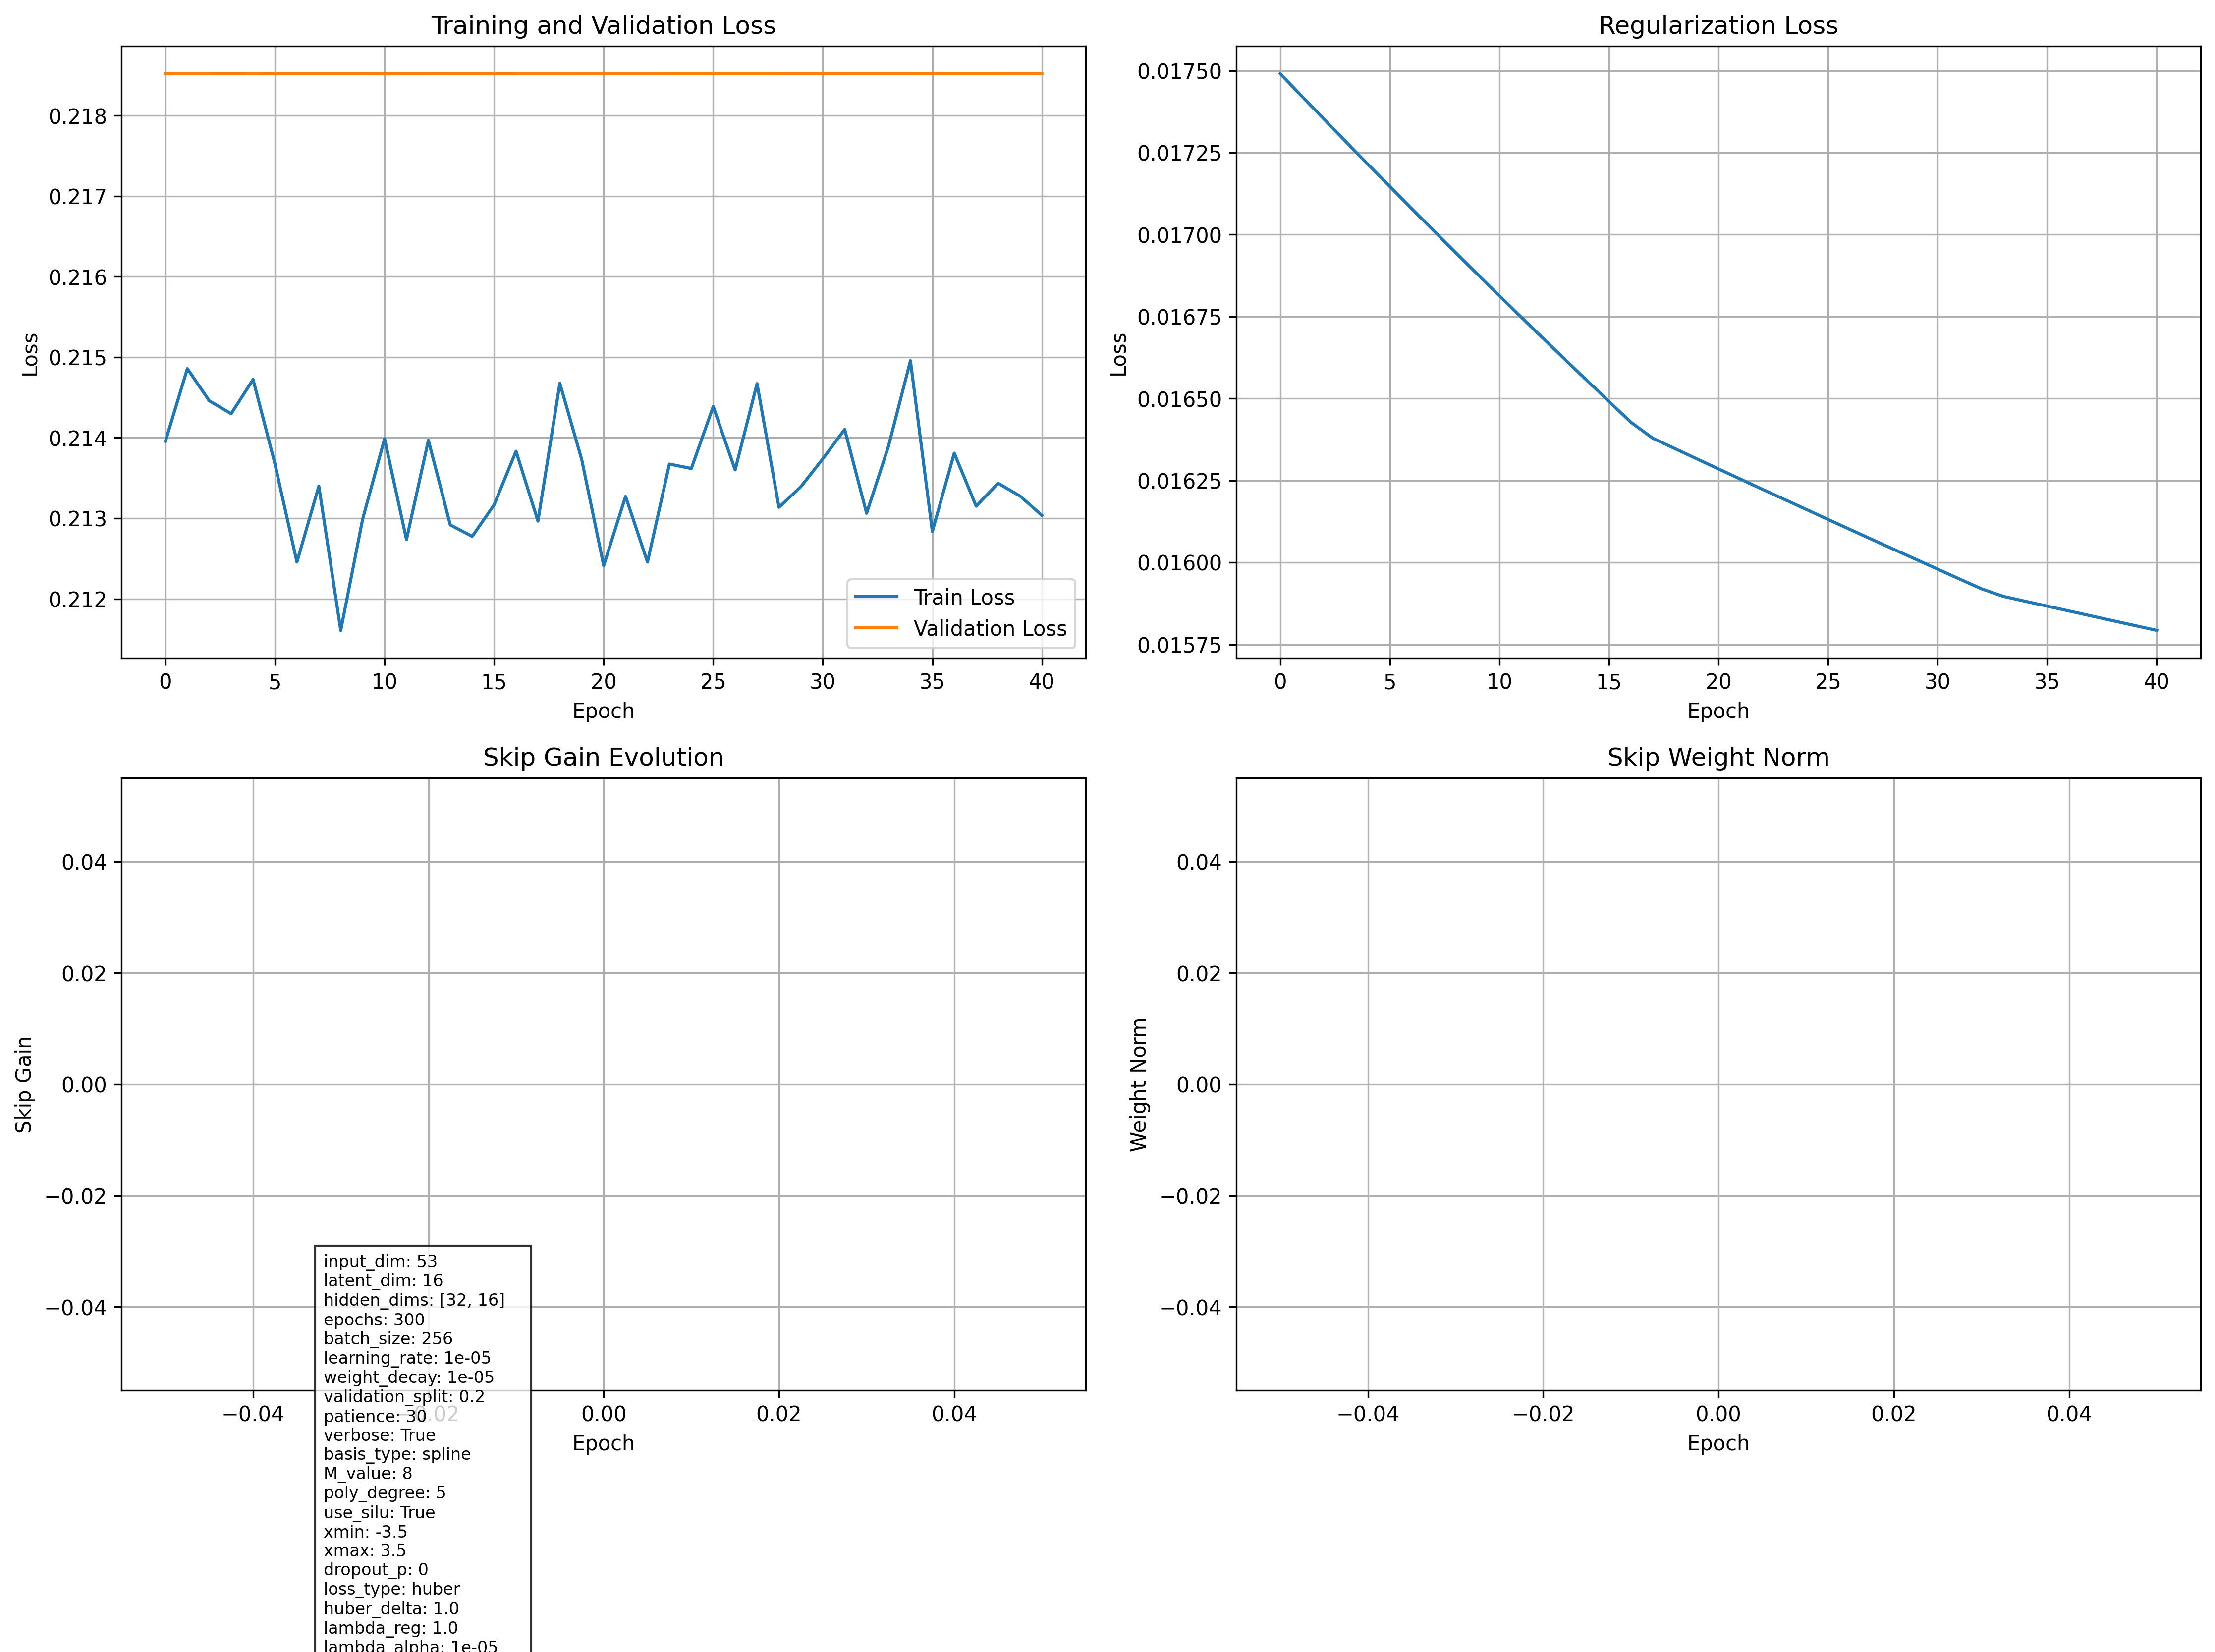 Training and Validation Loss
Loss
0.218
0.217
0.216
0.215
0.214
0.213
0.212
Train Loss
Validation Loss
0 5 10 15 20 25 30 35 40
Epoch
Regularization Loss
Loss
0.01750
0.01725
0.01700
0.01675
0.01650
0.01625
0.01600
0.01575
0 5 10 15 20 25 30 35 40
Epoch
Skip Gain Evolution
Skip Gain
0.04
0.02
0.00
−0.02
−0.04
−0.04 −0.02 0.00 0.02 0.04
Epoch
Skip Weight Norm
Weight Norm
0.04
0.02
0.00
−0.02
−0.04
−0.04 −0.02 0.00 0.02 0.04
Epoch
input_dim: 53
latent_dim: 16
hidden_dims: [32, 16]
epochs: 300
batch_size: 256
learning_rate: 1e-05
weight_decay: 1e-05
validation_split: 0.2
patience: 30
verbose: True
basis_type: spline
M_value: 8
poly_degree: 5
use_silu: True
xmin: -3.5
xmax: 3.5
dropout_p: 0
loss_type: huber
huber_delta: 1.0
lambda_reg: 1.0
lambda_alpha: 1e-05